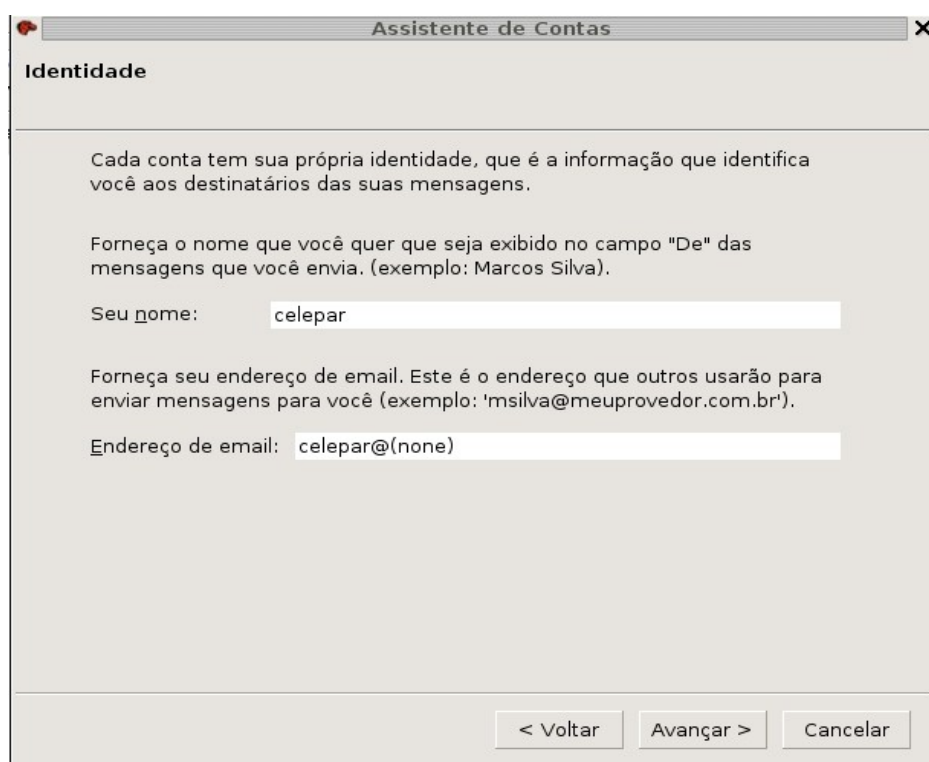 Assistente de Contas
Identidade
Cada conta tem sua própria identidade, que é a informação que identifica
você aos destinatários das suas mensagens.
Forneça o nome que você quer que seja exibido no campo "De" das
mensagens que você envia. (exemplo: Marcos Silva).
Seu nome: celepar
Forneça seu endereço de email. Este é o endereço que outros usarão para
enviar mensagens para você (exemplo: 'msilva@meuprovedor.com.br').
Endereço de email: celepar@(none)
< Voltar Avançar > Cancelar